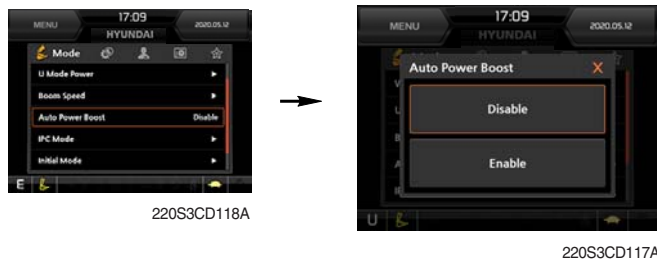 MENU 17:09 2020.05.12
HYUNDAI
Mode
U Mode Power
Boom Speed
Auto Power Boost Disable
IPC Mode
Initial Mode
E
220S3CD118A
MENU 17:09 2020.05.12
HYUNDAI
Auto Power Boost X
Disable
Enable
U
220S3CD117A